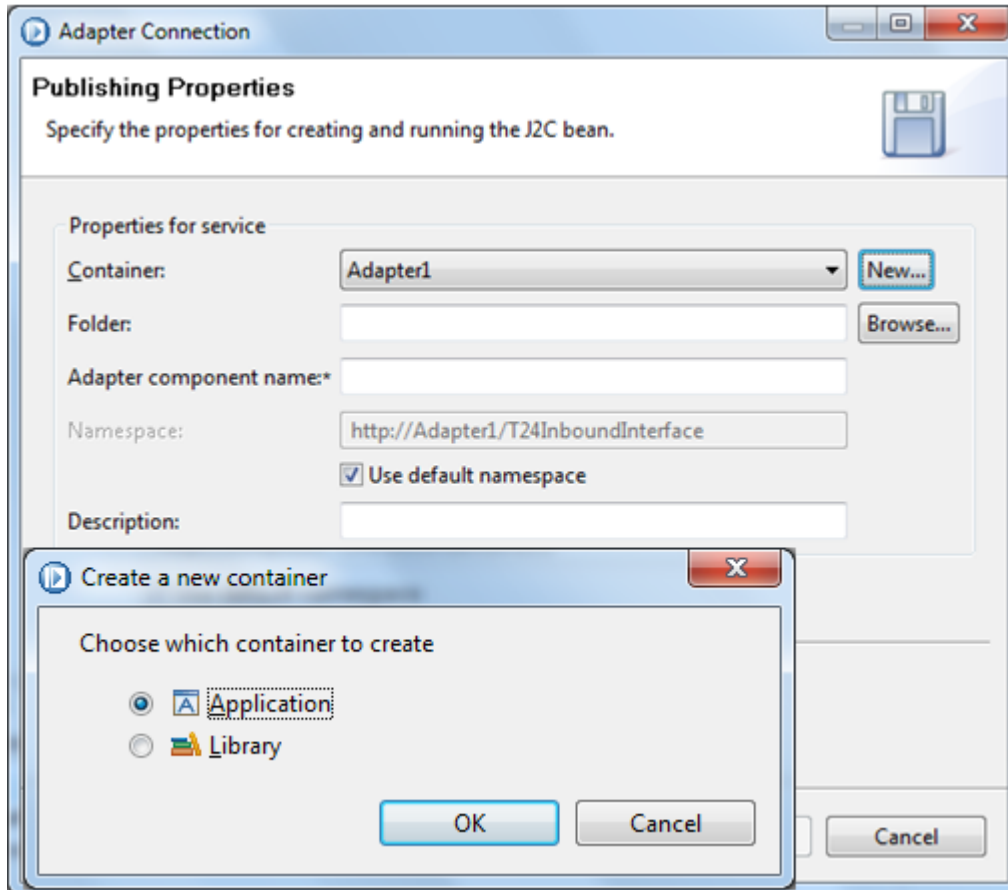 Adapter Connection
Publishing Properties
Specify the properties for creating and running the J2C bean.
Properties for service
Container: Adapter1 New...
Folder: Browse...
Adapter component name:*
Namespace: http://Adapter1/T24InboundInterface
Use default namespace
Description:
Create a new container
Choose which container to create
Application
Library
OK Cancel
Cancel